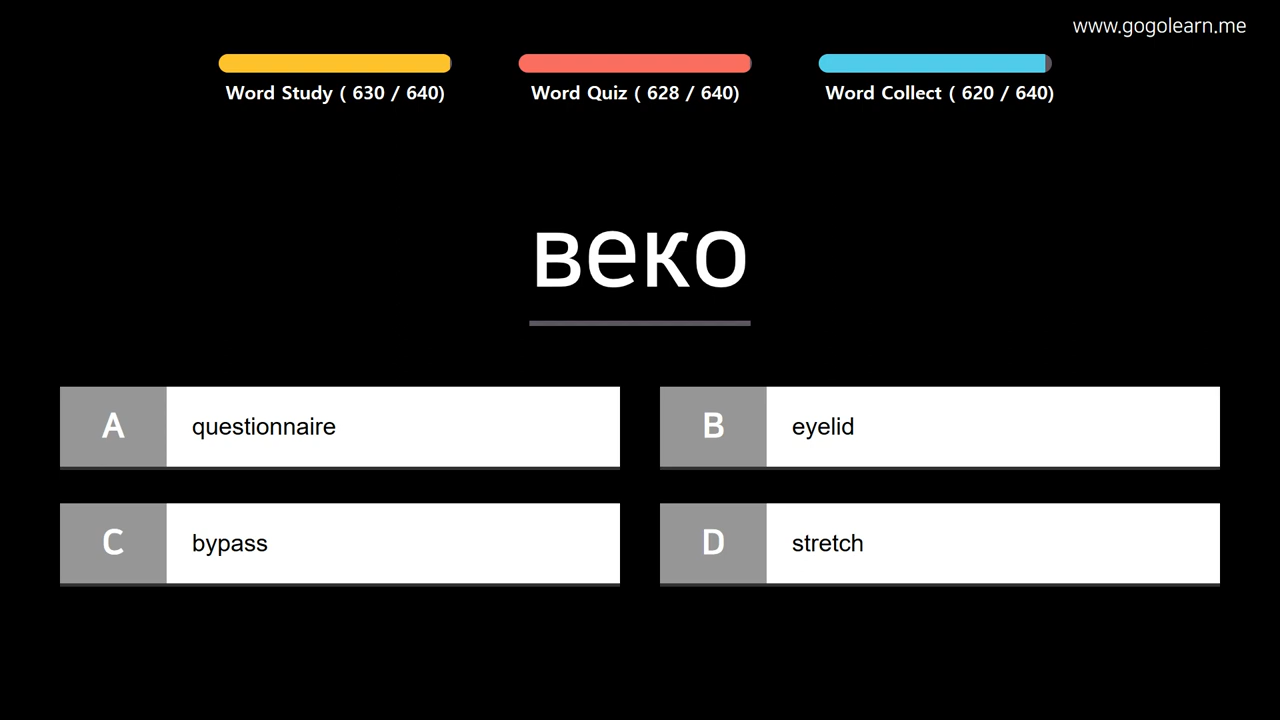 www.gogolearn.me
Word Study ( 630 / 640)
Word Quiz ( 628 / 640)
Word Collect ( 620 / 640)
веко
A questionnaire
B eyelid
C bypass
D stretch